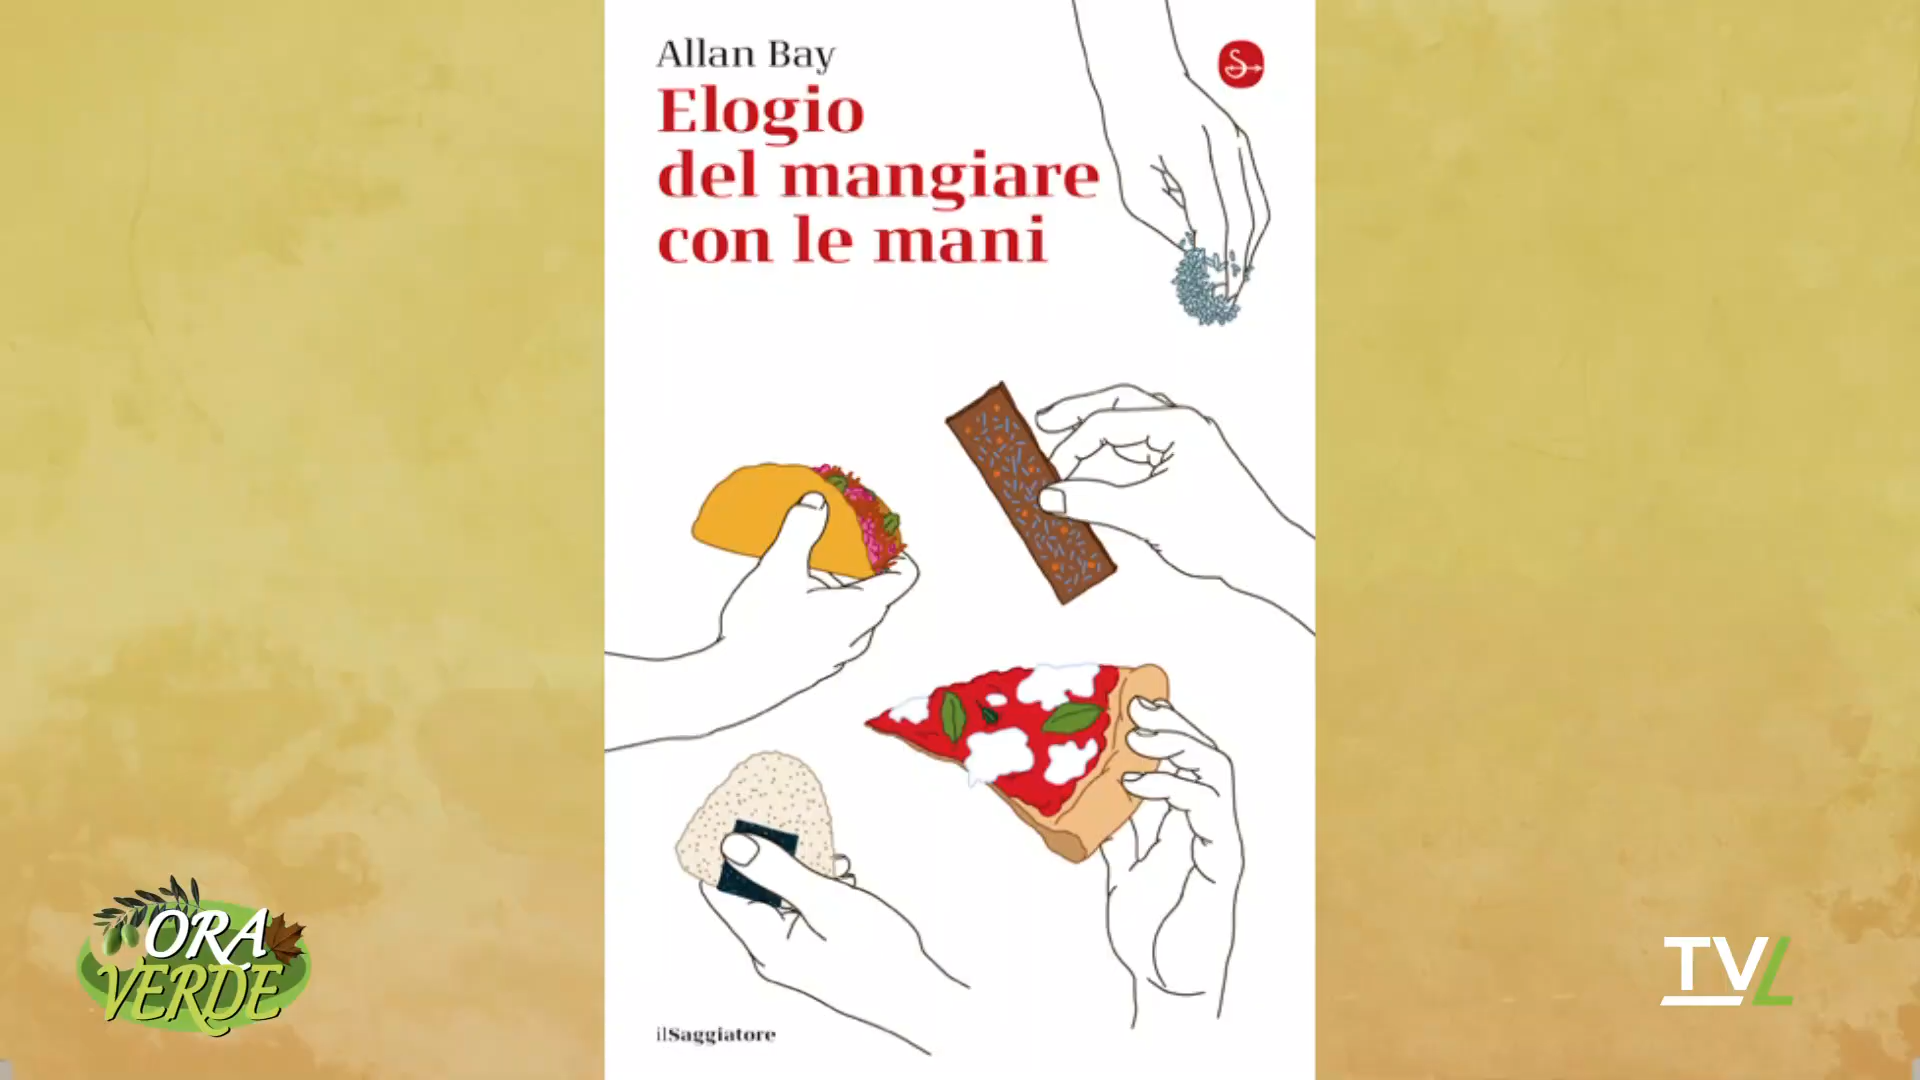 Allan Bay
Elogio
del mangiare
con le mani
ilSaggiatore
ORA
VERDE
TVL